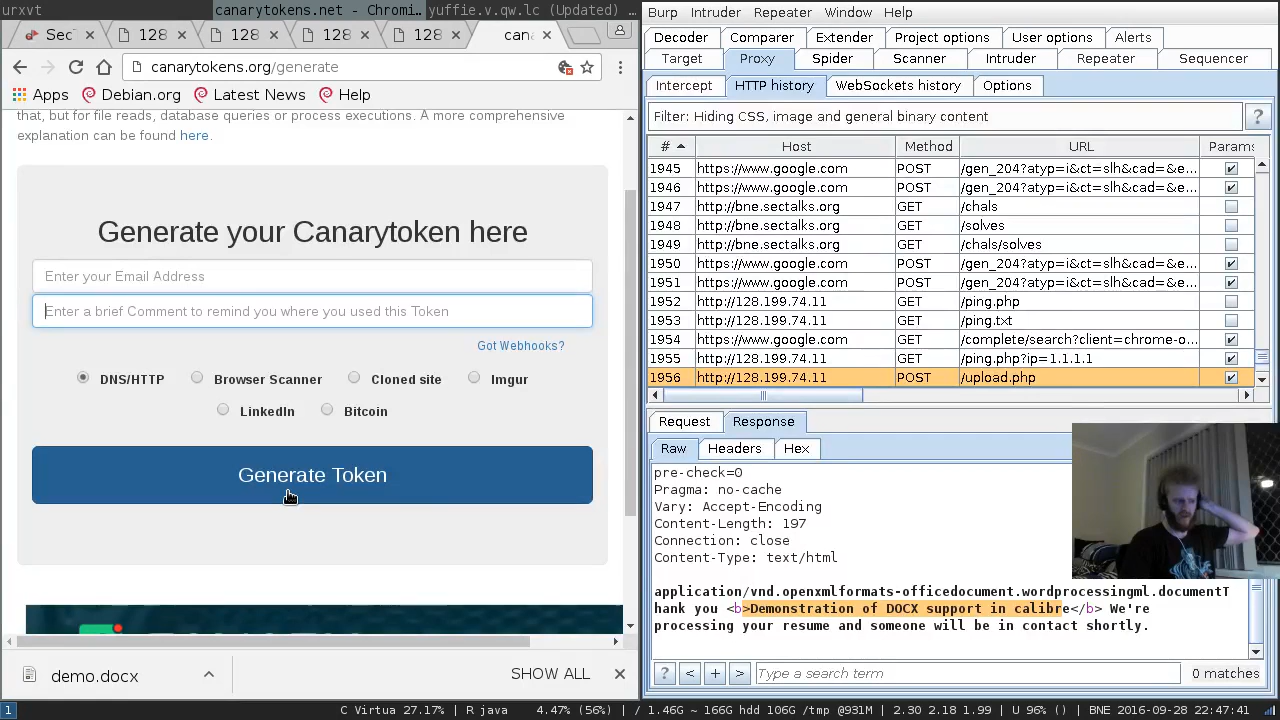 urxvt
canarytokens.net - Chromi...
yuffie.v.qw.lc (Updated) ...
Sec
128
128
128
128
can
canarytokens.org/generate
Apps Debian.org Latest News Help
that, but for file reads, database queries or process executions. A more comprehensive
explanation can be found here.
Generate your Canarytoken here
Enter your Email Address
Enter a brief Comment to remind you where you used this Token
Got Webhooks?
DNS/HTTP Browser Scanner Cloned site Imgur
LinkedIn Bitcoin
Generate Token
demo.docx
SHOW ALL
Burp Intruder Repeater Window Help
Decoder Comparer Extender Project options User options Alerts
Target Proxy Spider Scanner Intruder Repeater Sequencer
Intercept HTTP history WebSockets history Options
Filter: Hiding CSS, image and general binary content ?
# Host Method URL Params
1945 https://www.google.com POST /gen_204?atyp=i&ct=slh&cad=&e...
1946 https://www.google.com POST /gen_204?atyp=i&ct=slh&cad=&e...
1947 http://bne.sectalks.org GET /chals
1948 http://bne.sectalks.org GET /solves
1949 http://bne.sectalks.org GET /chals/solves
1950 https://www.google.com POST /gen_204?atyp=i&ct=slh&cad=&e...
1951 https://www.google.com POST /gen_204?atyp=i&ct=slh&cad=&e...
1952 http://128.199.74.11 GET /ping.php
1953 http://128.199.74.11 GET /ping.txt
1954 https://www.google.com GET /complete/search?client=chrome-o...
1955 http://128.199.74.11 GET /ping.php?ip=1.1.1.1
1956 http://128.199.74.11 POST /upload.php
Request Response
Raw Headers Hex
pre-check=0
Pragma: no-cache
Vary: Accept-Encoding
Content-Length: 197
Connection: close
Content-Type: text/html
application/vnd.openxmlformats-officedocument.wordprocessingml.documentT
hank you <b>Demonstration of DOCX support in calibre</b> We're
processing your resume and someone will be in contact shortly.
? < + > Type a search term 0 matches
1 C Virtua 27.17% | R java 4.47% (56%) | / 1.46G ~ 166G hdd 106G /tmp @931M | 2.30 2.18 1.99 | U 96% () | BNE 2016-09-28 22:47:41